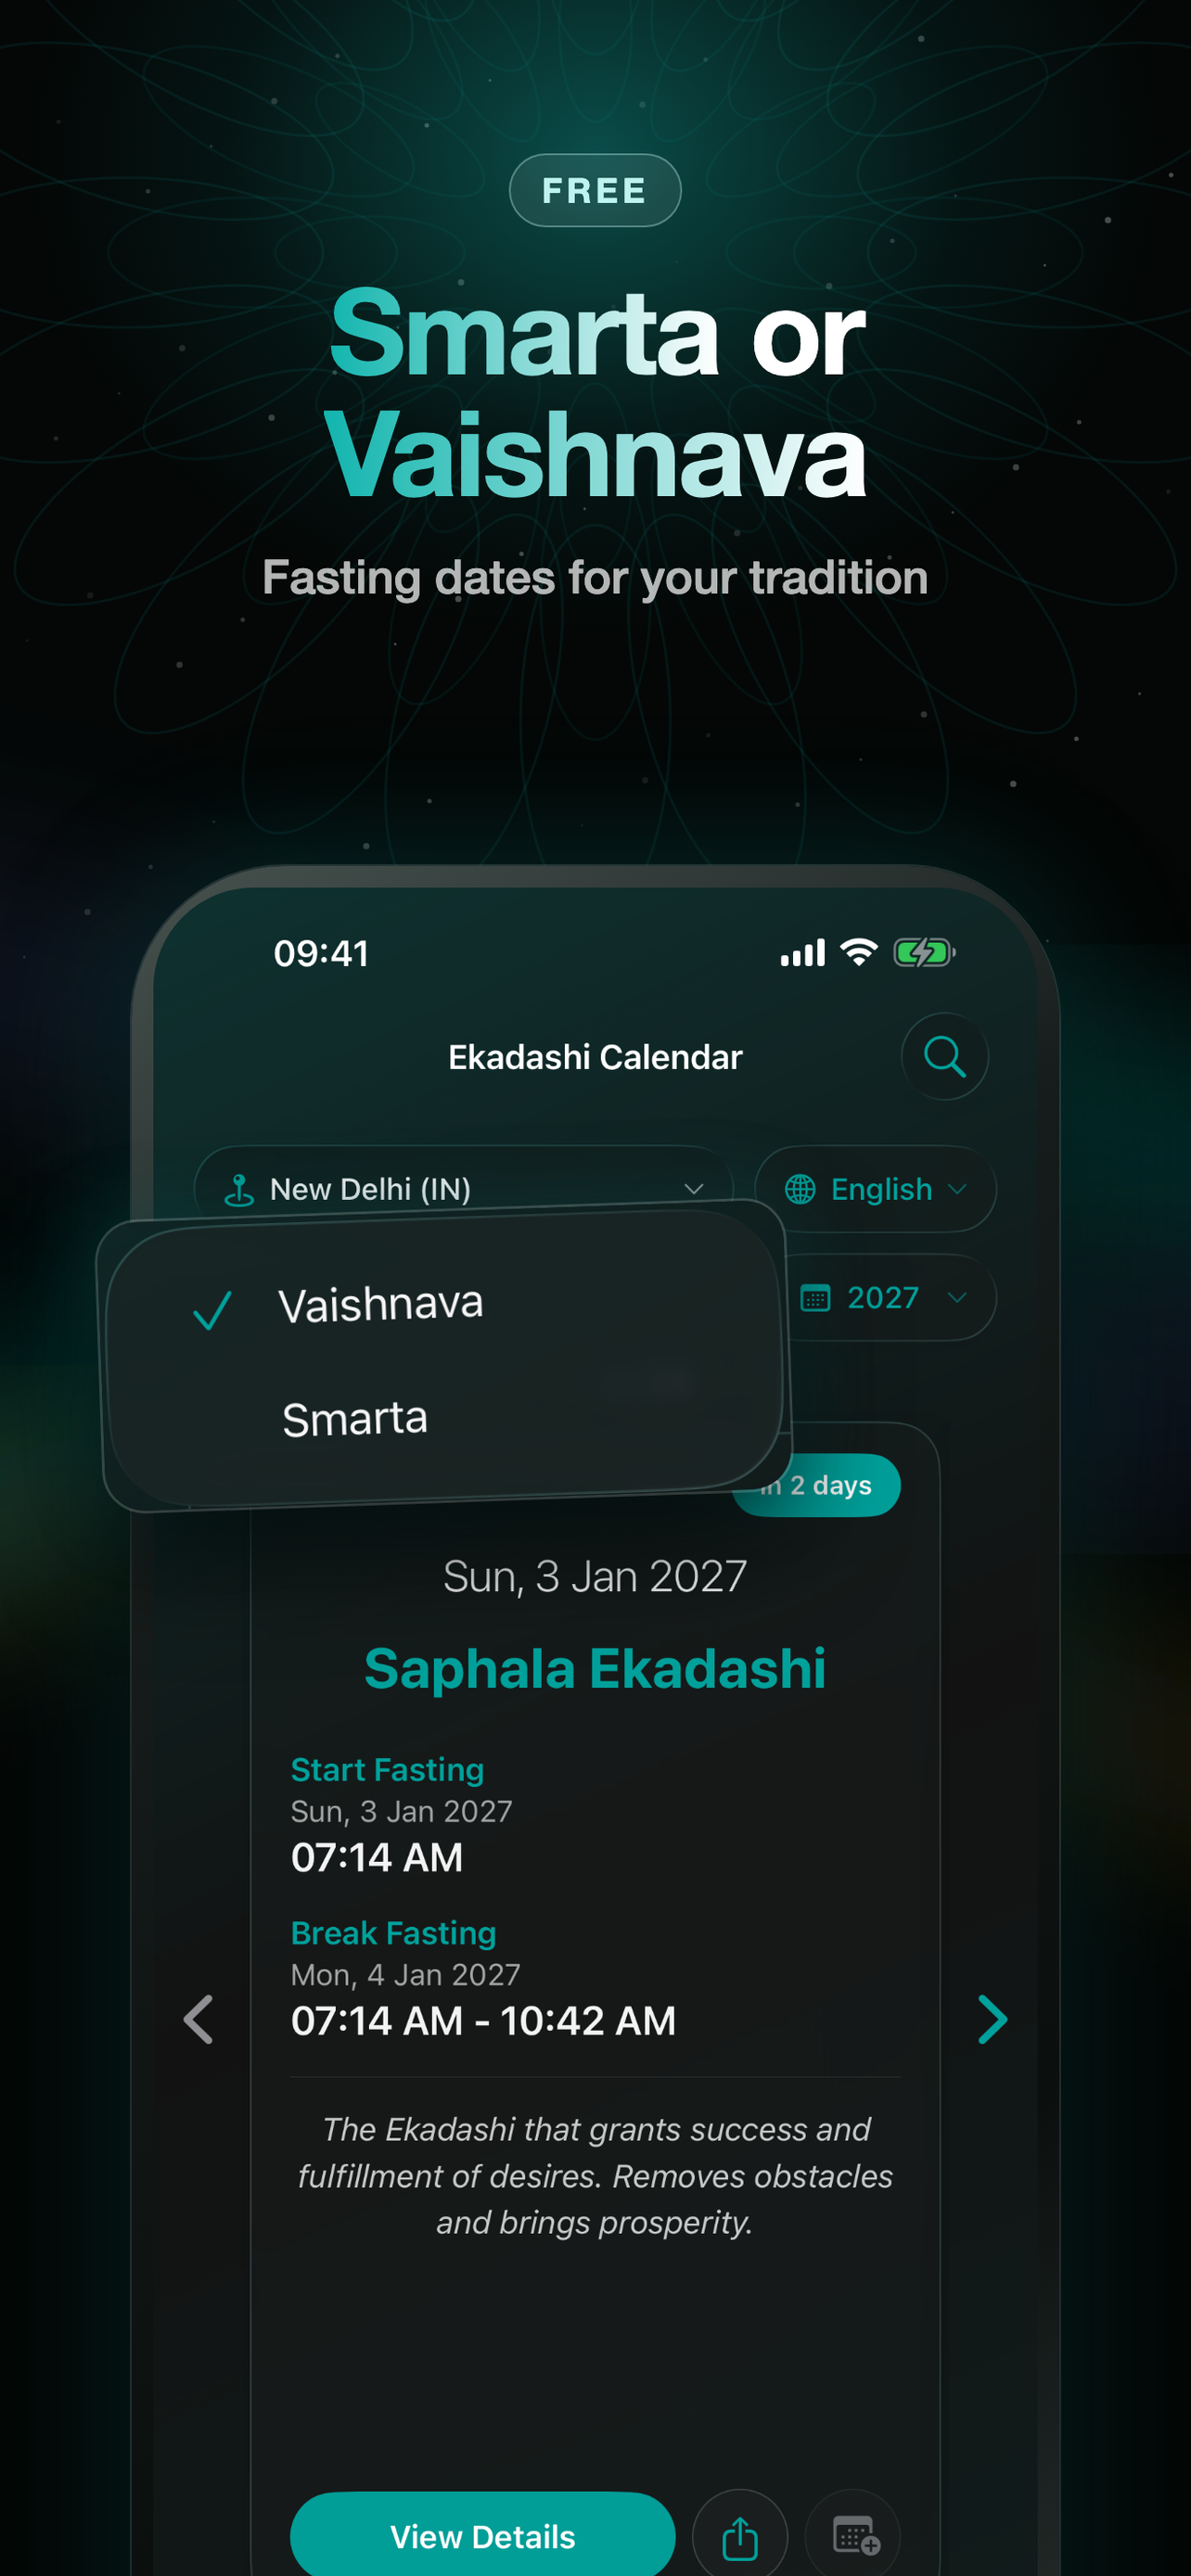 FREE
Smarta or
Vaishnava
Fasting dates for your tradition
09:41
Ekadashi Calendar
New Delhi (IN)
English
Vaishnava
2027
Smarta
in 2 days
Sun, 3 Jan 2027
Saphala Ekadashi
Start Fasting
Sun, 3 Jan 2027
07:14 AM
Break Fasting
Mon, 4 Jan 2027
07:14 AM - 10:42 AM
The Ekadashi that grants success and
fulfillment of desires. Removes obstacles
and brings prosperity.
View Details